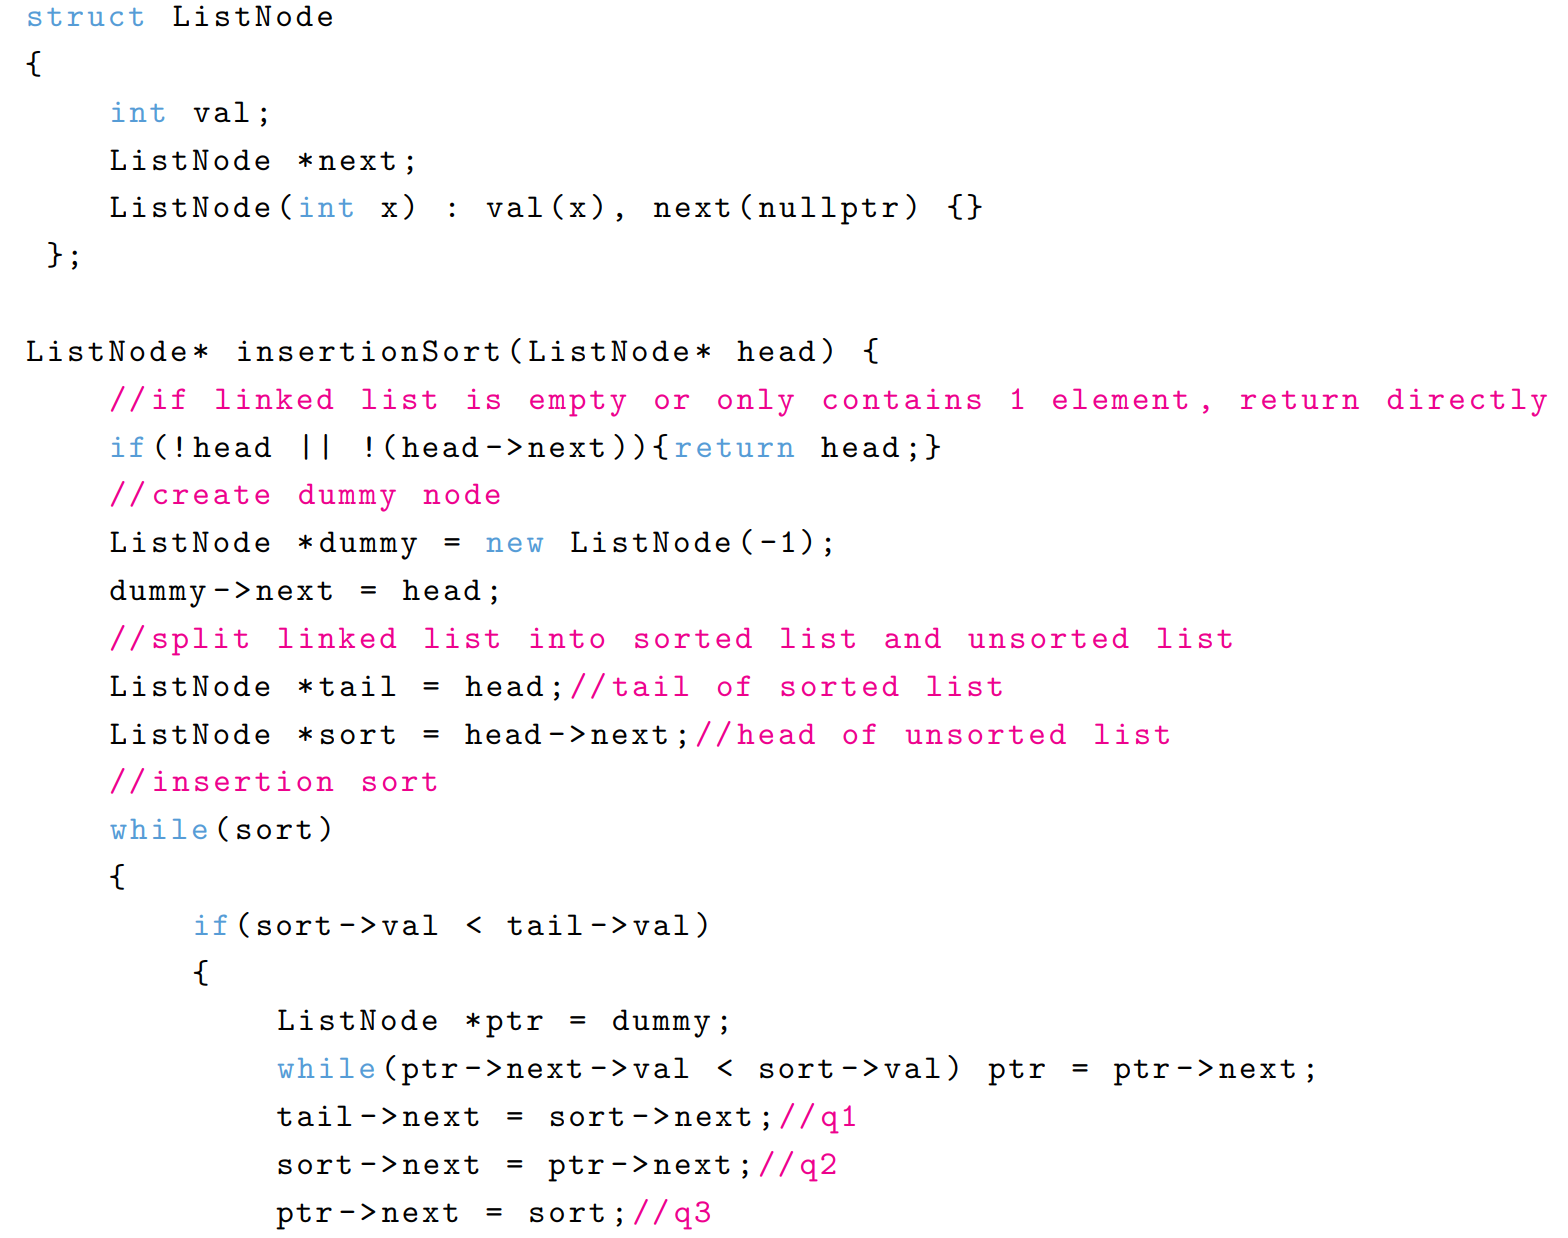 struct ListNode
{
    int val;
    ListNode *next;
    ListNode(int x) : val(x), next(nullptr) {}
 };

ListNode* insertionSort(ListNode* head) {
    //if linked list is empty or only contains 1 element, return directly
    if(!head || !(head->next)){return head;}
    //create dummy node
    ListNode *dummy = new ListNode(-1);
    dummy->next = head;
    //split linked list into sorted list and unsorted list
    ListNode *tail = head;//tail of sorted list
    ListNode *sort = head->next;//head of unsorted list
    //insertion sort
    while(sort)
    {
        if(sort->val < tail->val)
        {
            ListNode *ptr = dummy;
            while(ptr->next->val < sort->val) ptr = ptr->next;
            tail->next = sort->next;//q1
            sort->next = ptr->next;//q2
            ptr->next = sort;//q3